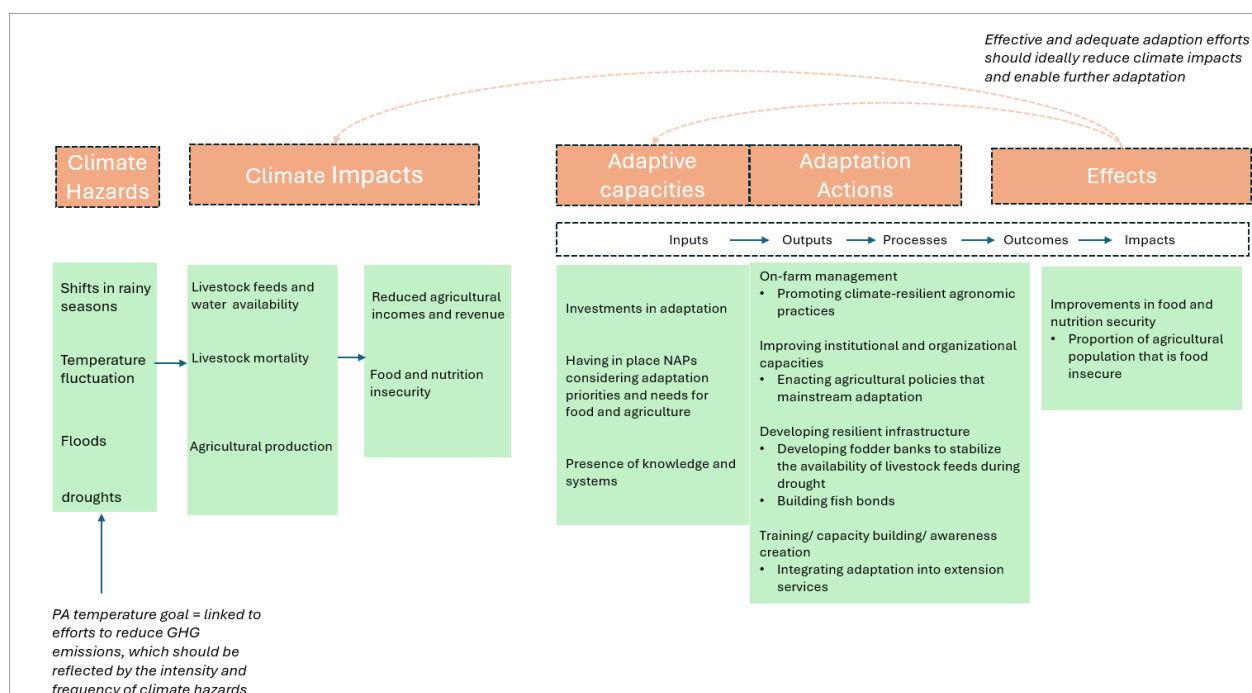 Effective and adequate adaption efforts
should ideally reduce climate impacts
and enable further adaptation
Climate
Hazards
Climate Impacts
Adaptive
capacities
Adaptation
Actions
Effects
Inputs
Outputs
Processes
Outcomes
Impacts
Shifts in rainy
seasons
Temperature
fluctuation
Floods
droughts
Livestock feeds and
water availability
Livestock mortality
Agricultural production
Reduced agricultural
incomes and revenue
Food and nutrition
insecurity
Investments in adaptation
Having in place NAPs
considering adaptation
priorities and needs for
food and agriculture
Presence of knowledge and
systems
On-farm management
• Promoting climate-resilient agronomic
practices
Improving institutional and organizational
capacities
• Enacting agricultural policies that
mainstream adaptation
Developing resilient infrastructure
• Developing fodder banks to stabilize
the availability of livestock feeds during
drought
• Building fish bonds
Training/ capacity building/ awareness
creation
• Integrating adaptation into extension
services
Improvements in food and
nutrition security
• Proportion of agricultural
population that is food
insecure
PA temperature goal = linked to
efforts to reduce GHG
emissions, which should be
reflected by the intensity and
frequency of climate hazards